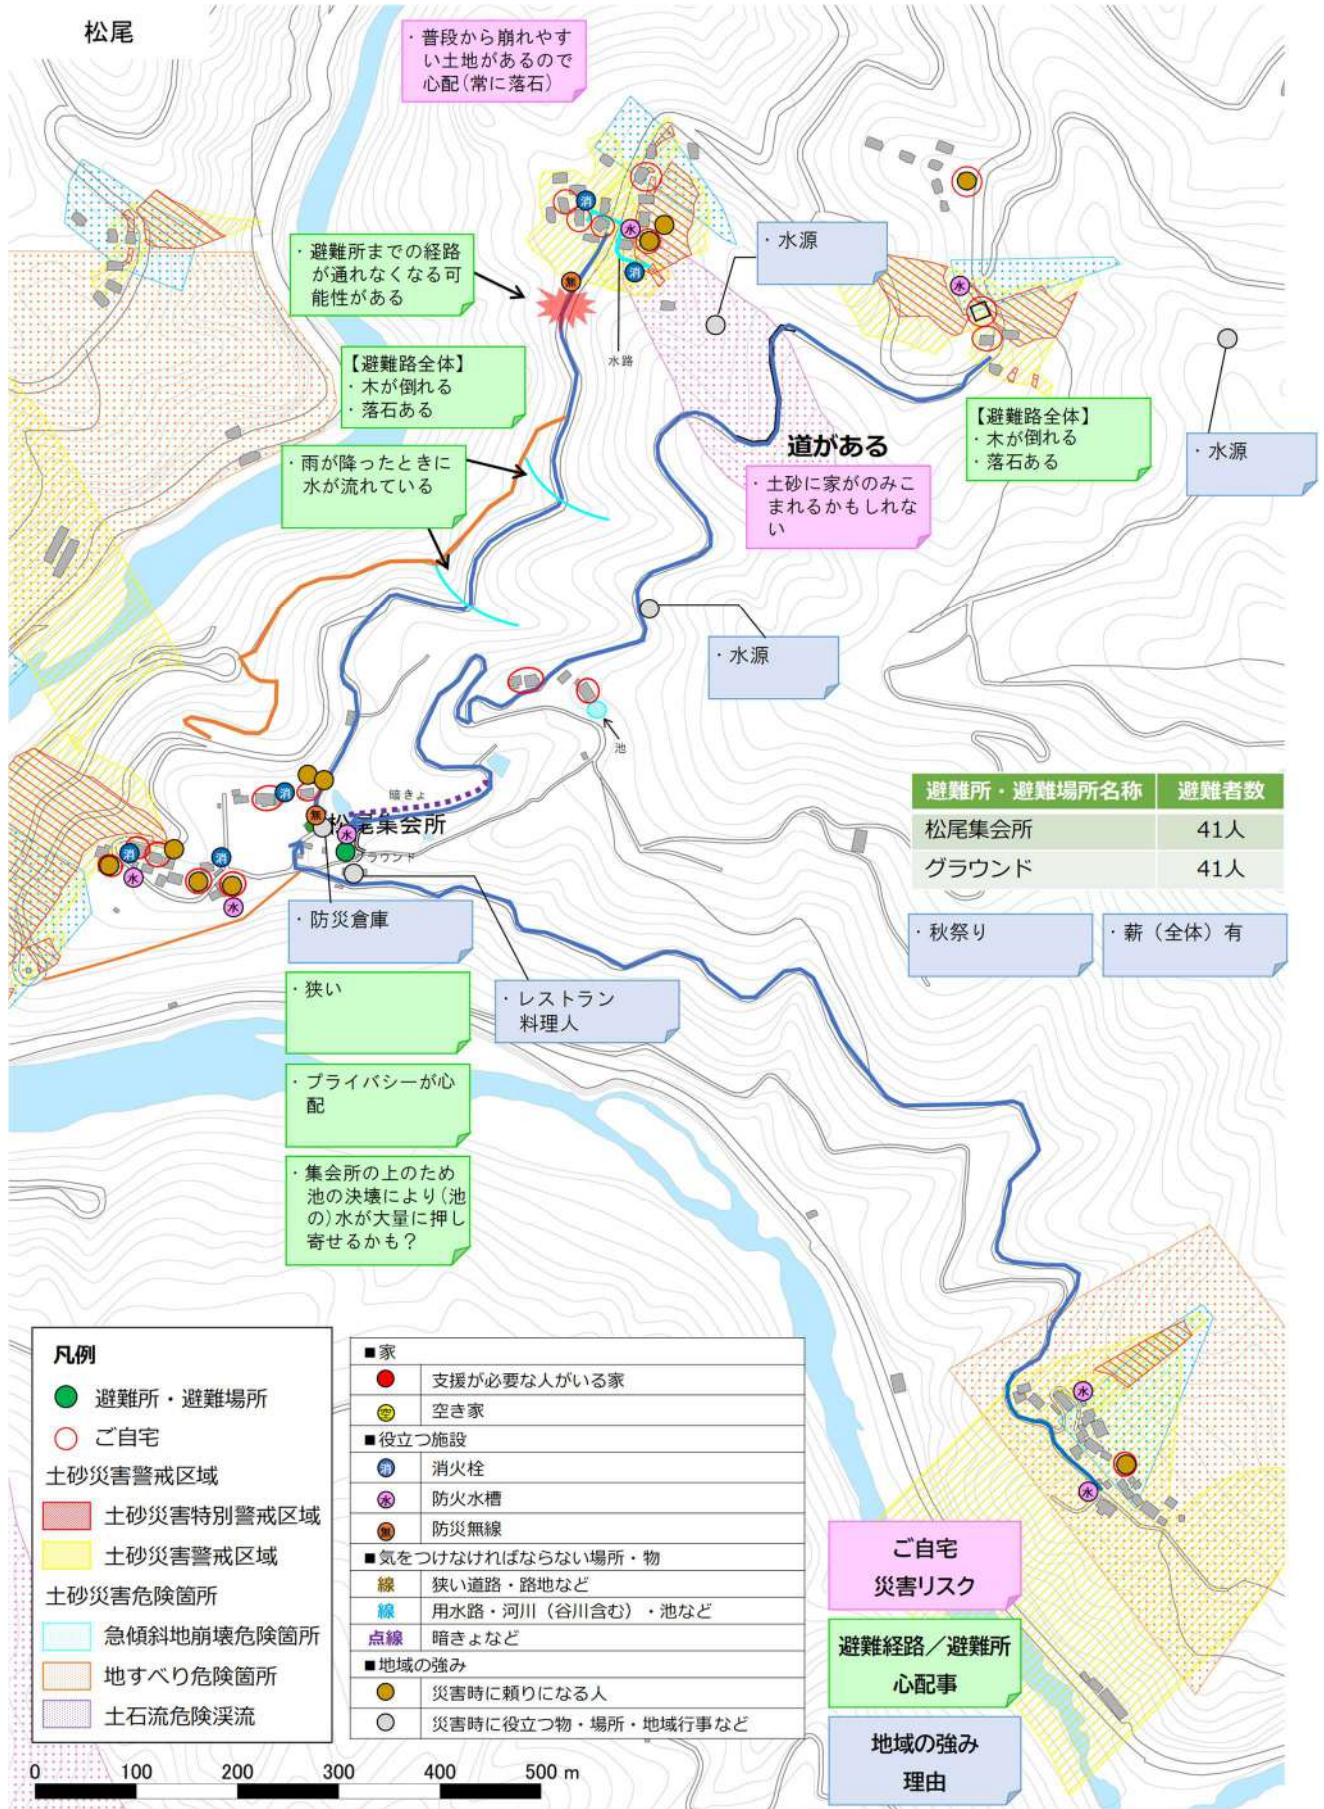 松尾
・普段から崩れやす
い土地があるので
心配(常に落石)
・避難所までの経路
が通れなくなる可
能性がある
【避難路全体】
・木が倒れる
・落石ある
・雨が降ったときに
水が流れている
消
水
消
無
水路
・水源
水
・水源
【避難路全体】
・木が倒れる
・落石ある
道がある
・土砂に家がのみこ
まれるかもしれな
い
・水源
池
暗きょ
消
無
松尾集会所
水
グラウンド
消
水
消
水
避難所・避難場所名称 避難者数
松尾集会所 41人
グラウンド 41人
・秋祭り
・薪（全体）有
・防災倉庫
・狭い
・レストラン
料理人
・プライバシーが心
配
・集会所の上のため
池の決壊により(池
の)水が大量に押し
寄せるかも？
水
水
凡例
避難所・避難場所
ご自宅
土砂災害警戒区域
土砂災害特別警戒区域
土砂災害警戒区域
土砂災害危険箇所
急傾斜地崩壊危険箇所
地すべり危険箇所
土石流危険渓流
■家
支援が必要な人がいる家
空 空き家
■役立つ施設
消 消火栓
水 防火水槽
無 防災無線
■気をつけなければならない場所・物
線 狭い道路・路地など
線 用水路・河川（谷川含む）・池など
点線 暗きょなど
■地域の強み
災害時に頼りになる人
災害時に役立つ物・場所・地域行事など
ご自宅
災害リスク
避難経路／避難所
心配事
地域の強み
理由
0 100 200 300 400 500 m